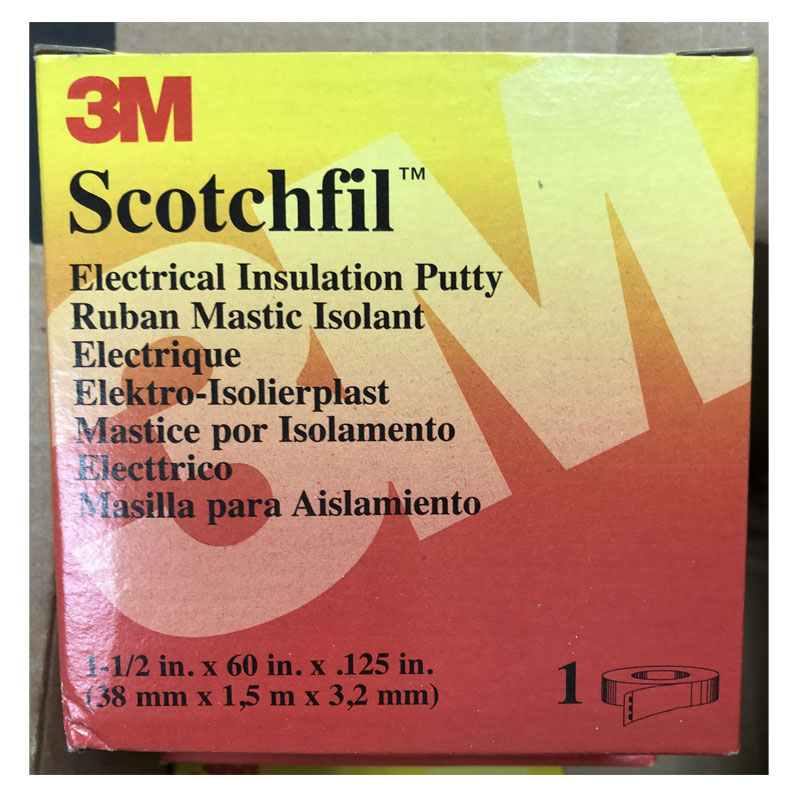 3M
Scotchfil™
Electrical Insulation Putty
Ruban Mastic Isolant
Electrique
Elektro-Isolierplast
Mastice por Isolamento
Electtrico
Masilla para Aislamiento
1-1/2 in. x 60 in. x .125 in.
(38 mm x 1,5 m x 3,2 mm)
1